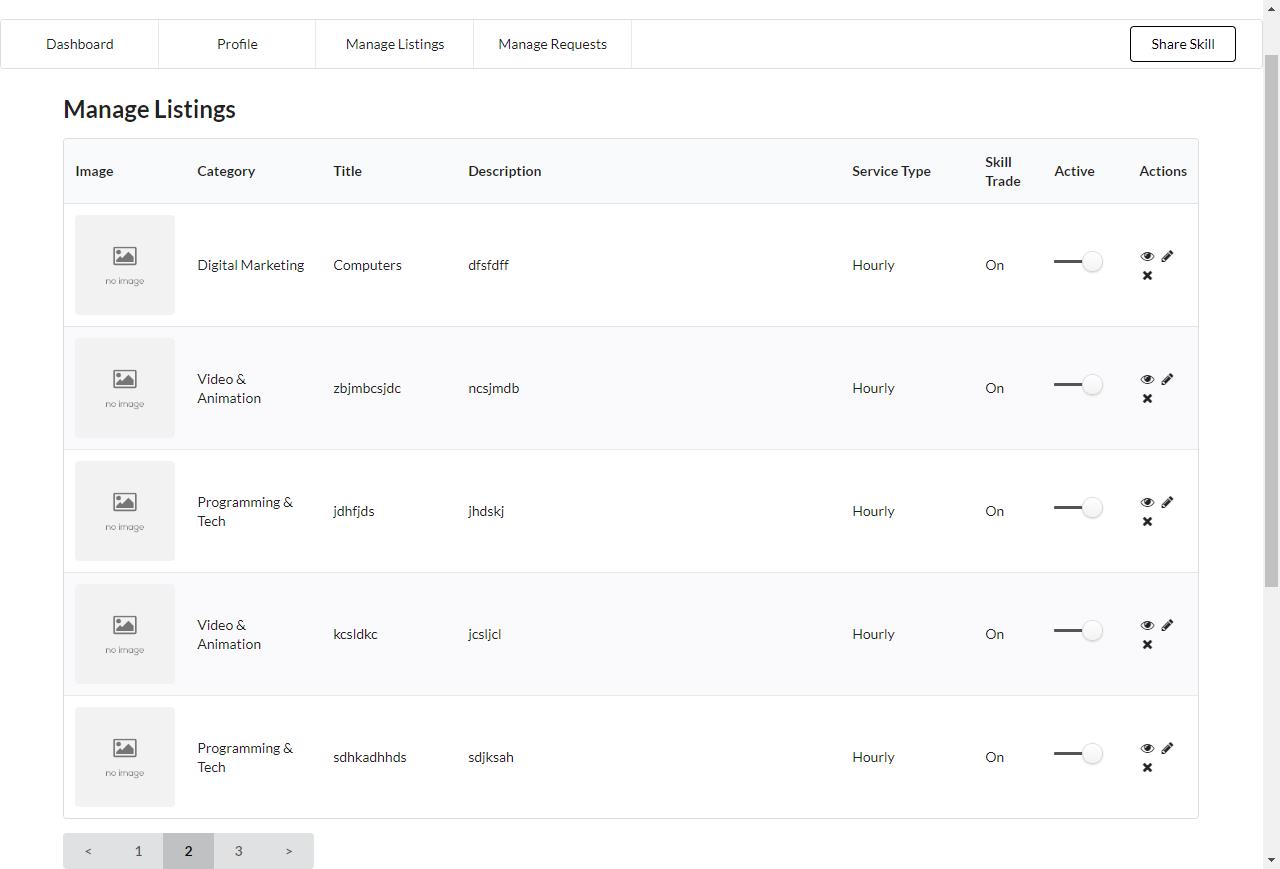 Dashboard Profile Manage Listings Manage Requests Share Skill
Manage Listings
Image Category Title Description Service Type Skill Trade Active Actions
no image Digital Marketing Computers dfsfdff Hourly On
no image Video & Animation zbjmbcsjdc ncsjmdb Hourly On
no image Programming & Tech jdhfjds jhdskj Hourly On
no image Video & Animation kcsldkc jcsljcl Hourly On
no image Programming & Tech sdhkadhhds sdjksah Hourly On
< 1 2 3 >